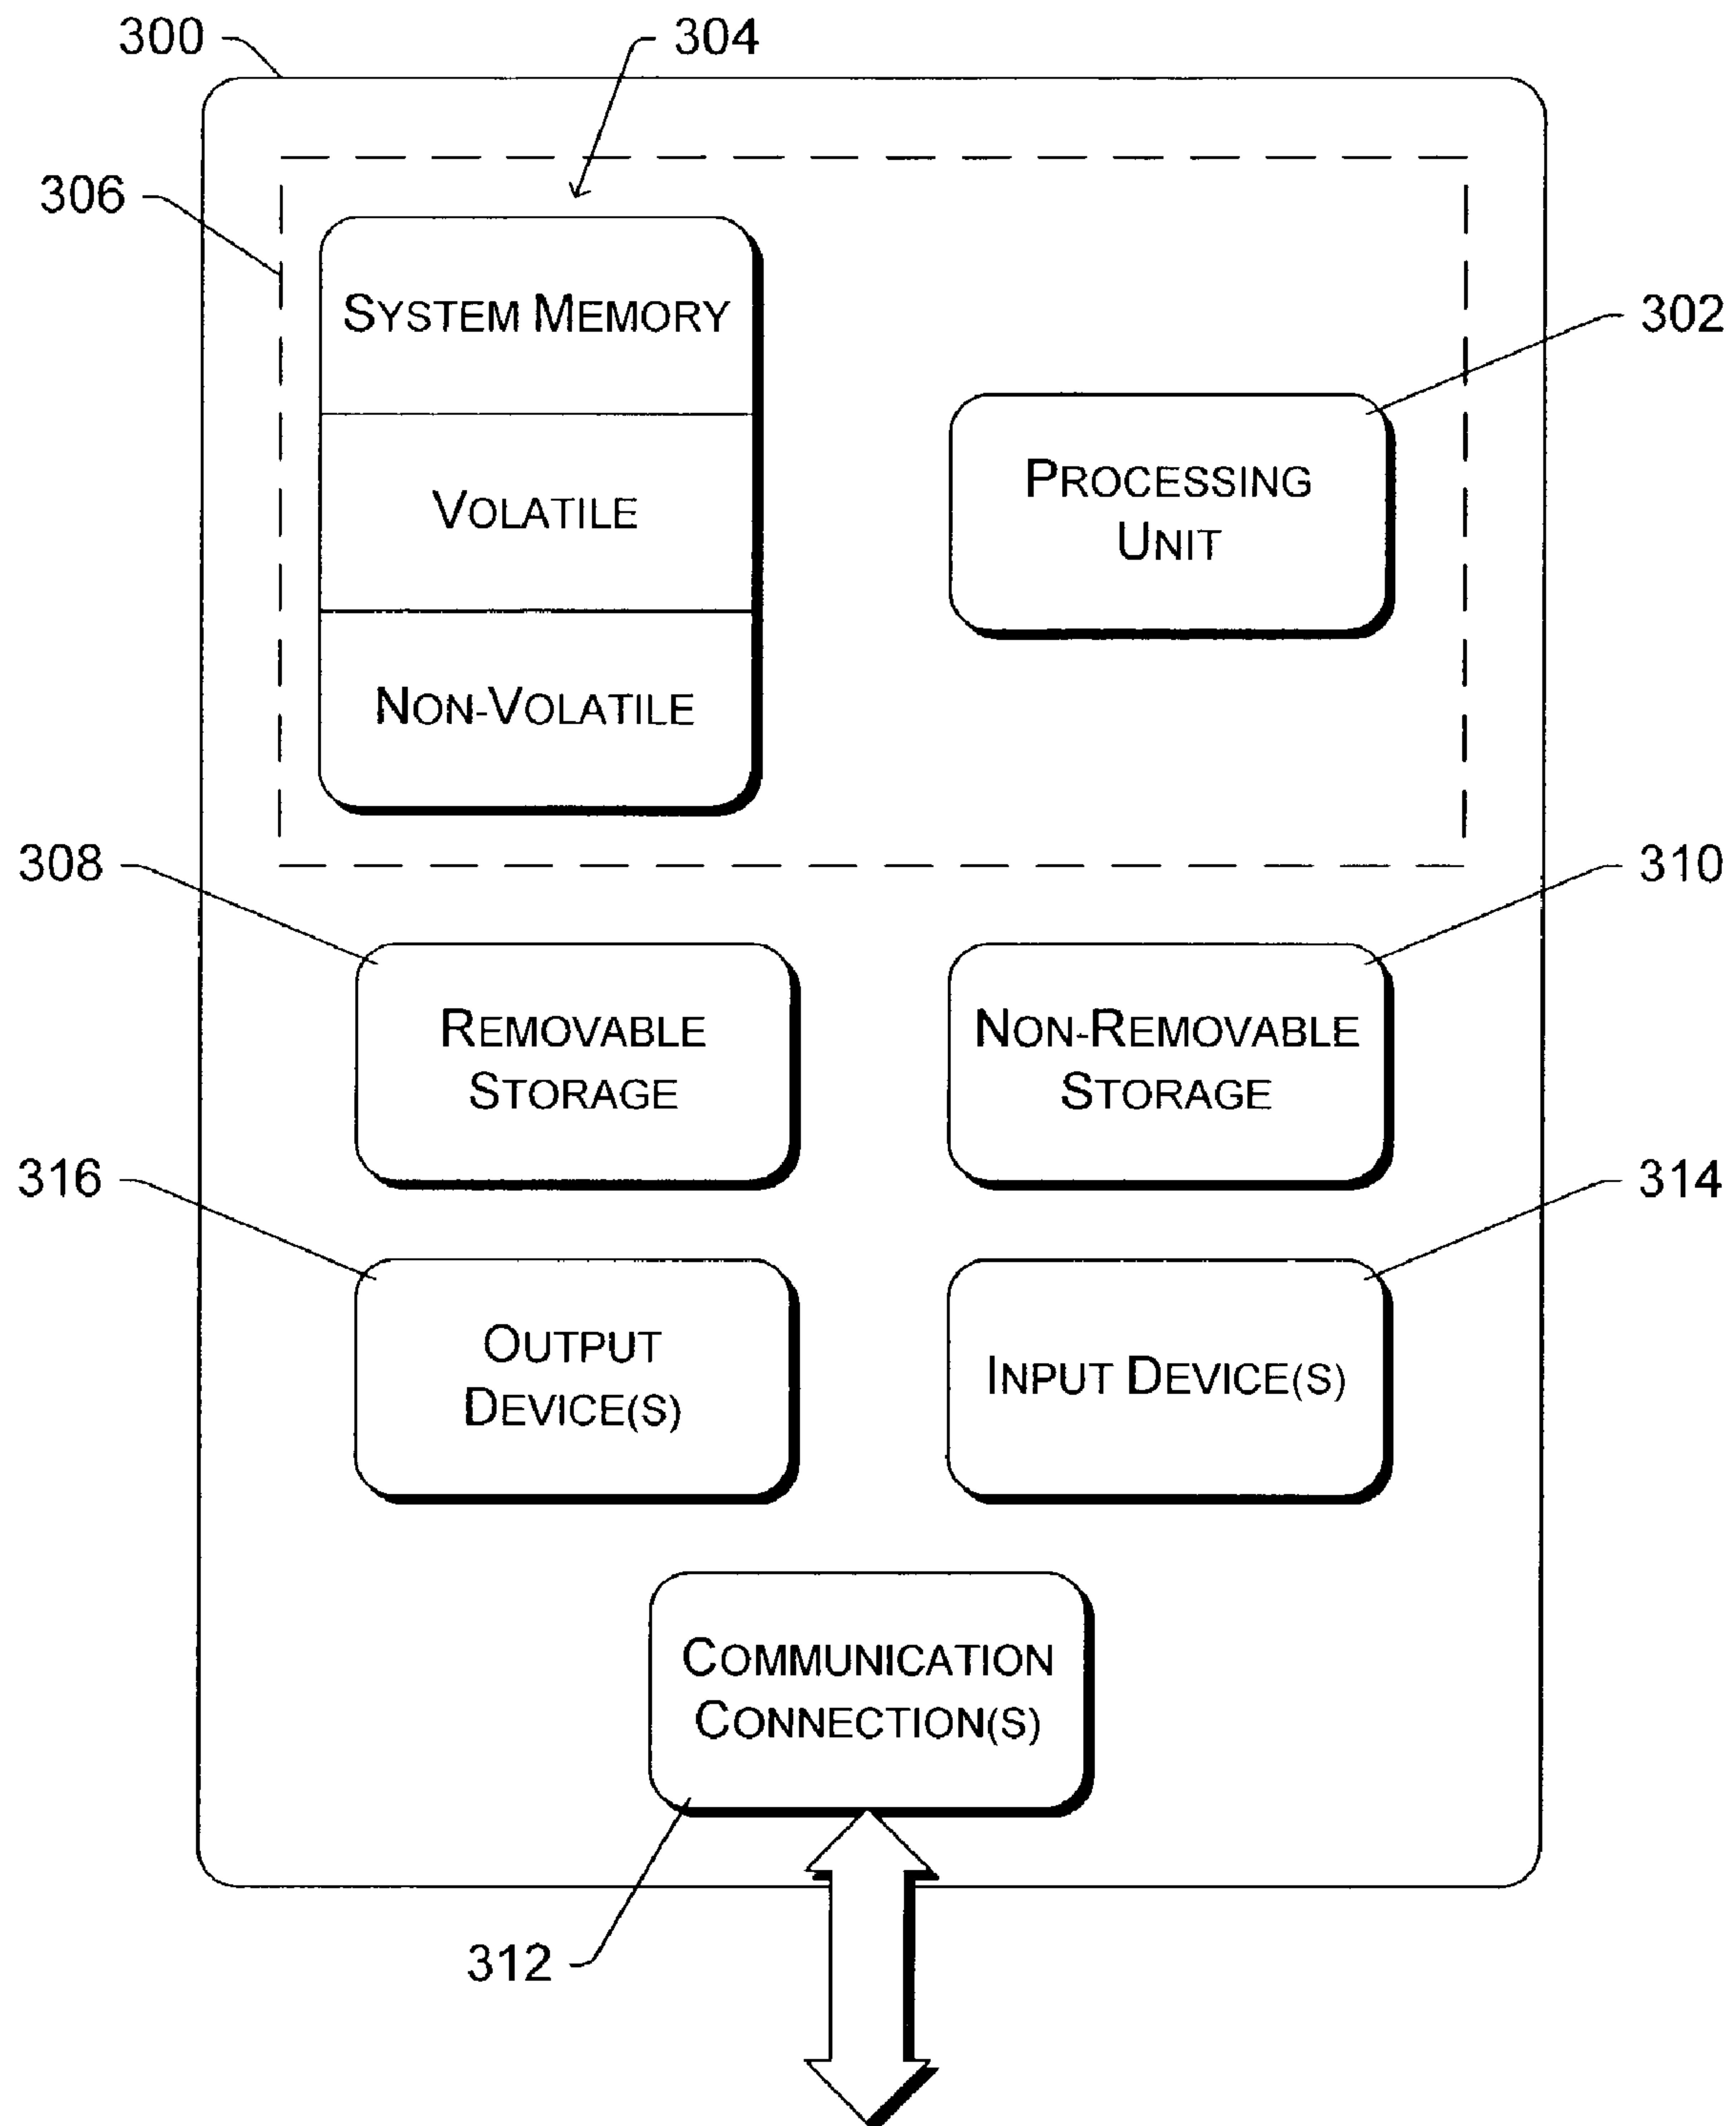 300
304
306
SYSTEM MEMORY
302
PROCESSING
UNIT
VOLATILE
NON-VOLATILE
308
310
REMOVABLE
STORAGE
NON-REMOVABLE
STORAGE
316
314
OUTPUT
DEVICE(S)
INPUT DEVICE(S)
COMMUNICATION
CONNECTION(S)
312